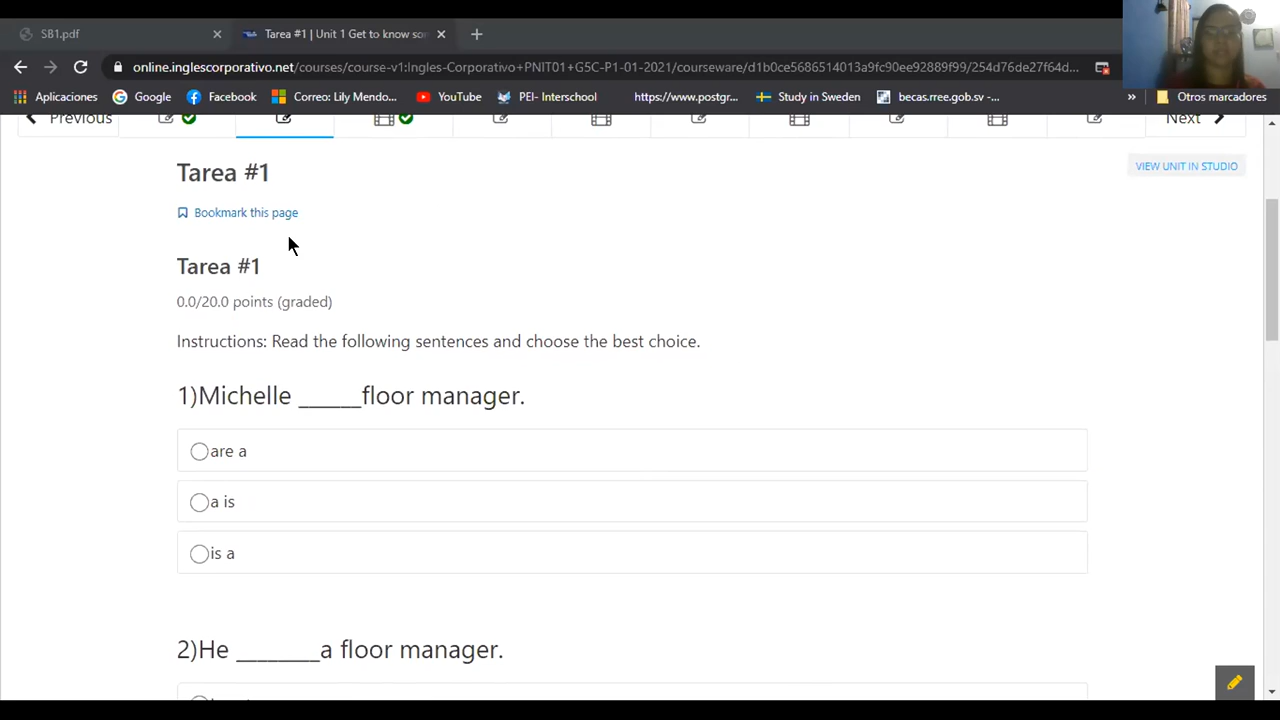 SB1.pdf
Tarea #1 | Unit 1 Get to know so
online.inglescorporativo.net/courses/course-v1:Ingles-Corporativo+PNIT01+G5C-P1-01-2021/courseware/d1b0ce5686514013a9fc90ee92889f99/254d76de27f64d...
Aplicaciones Google Facebook Correo: Lily Mendo... YouTube PEI- Interschool https://www.postgr... Study in Sweden becas.rree.gob.sv -... » Otros marcadores
Previous Next
Tarea #1
VIEW UNIT IN STUDIO
Bookmark this page
Tarea #1
0.0/20.0 points (graded)
Instructions: Read the following sentences and choose the best choice.
1)Michelle ______floor manager.
are a
a is
is a
2)He ________a floor manager.